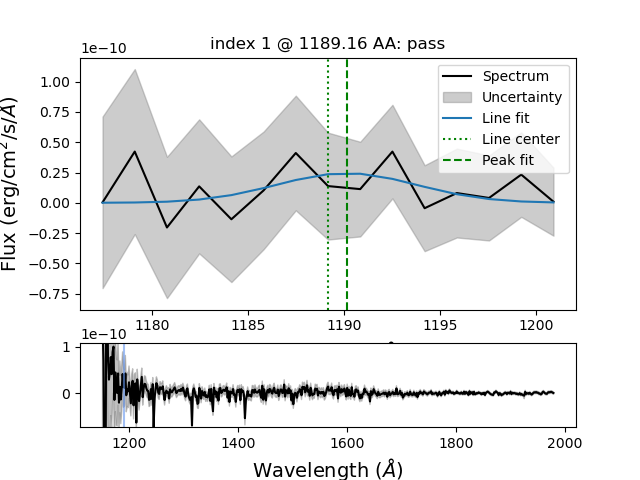 index 1 @ 1189.16 AA: pass
1e−10
Flux (erg/cm²/s/Å)
1.00
0.75
0.50
0.25
0.00
−0.25
−0.50
−0.75
Spectrum
Uncertainty
Line fit
Line center
Peak fit
1180
1185
1190
1195
1200
1e−10
1
0
1200
1400
1600
1800
2000
Wavelength (Å)